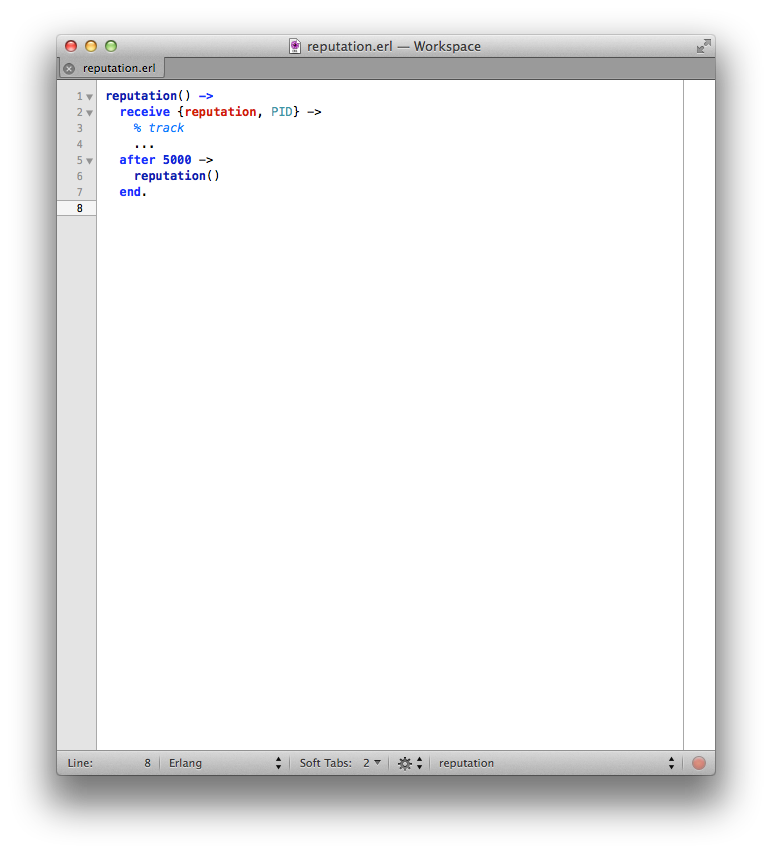 reputation.erl — Workspace
reputation.erl
1 reputation() ->
2 receive {reputation, PID} ->
3 % track
4 ...
5 after 5000 ->
6 reputation()
7 end.
8
Line: 8 Erlang Soft Tabs: 2 reputation